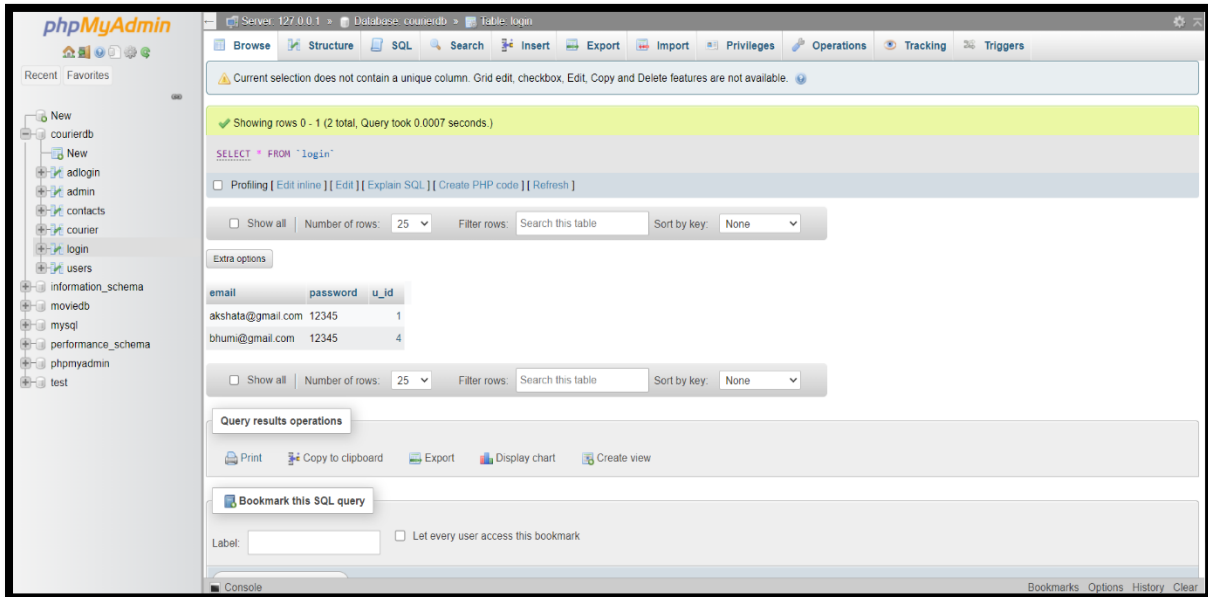 phpMyAdmin
Recent Favorites
New
courierdb
New
adlogin
admin
contacts
courier
login
users
information_schema
moviedb
mysql
performance_schema
phpmyadmin
test
Server: 127.0.0.1 » Database: courierdb » Table: login
Browse Structure SQL Search Insert Export Import Privileges Operations Tracking Triggers
Current selection does not contain a unique column. Grid edit, checkbox, Edit, Copy and Delete features are not available.
Showing rows 0 - 1 (2 total, Query took 0.0007 seconds.)
SELECT * FROM `login`
Profiling [ Edit inline ] [ Edit ] [ Explain SQL ] [ Create PHP code ] [ Refresh ]
Show all | Number of rows: 25 Filter rows: Search this table Sort by key: None
Extra options
email password u_id
akshata@gmail.com 12345 1
bhumi@gmail.com 12345 4
Show all | Number of rows: 25 Filter rows: Search this table Sort by key: None
Query results operations
Print Copy to clipboard Export Display chart Create view
Bookmark this SQL query
Label: Let every user access this bookmark
Console Bookmarks Options History Clear